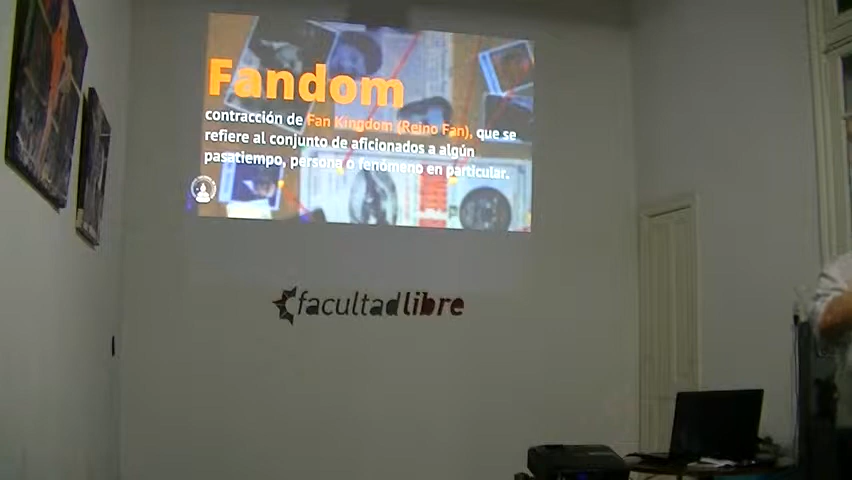 Fandom
contracción de Fan Kingdom (Reino Fan), que se
refiere al conjunto de aficionados a algún
pasatiempo, persona o fenómeno en particular.
facultadlibre